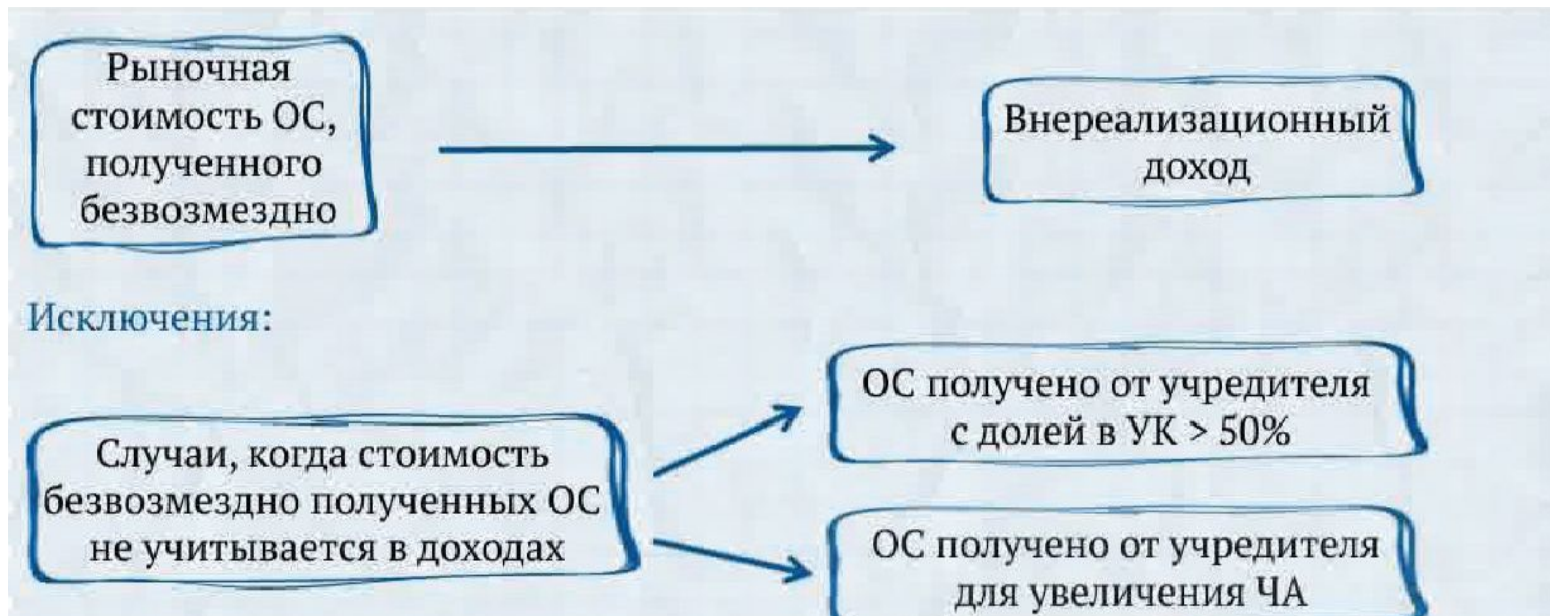 Рыночная
стоимость ОС,
полученного
безвозмездно
Внереализационный
доход
Исключения:
Случаи, когда стоимость
безвозмездно полученных ОС
не учитывается в доходах
ОС получено от учредителя
с долей в УК > 50%
ОС получено от учредителя
для увеличения ЧА